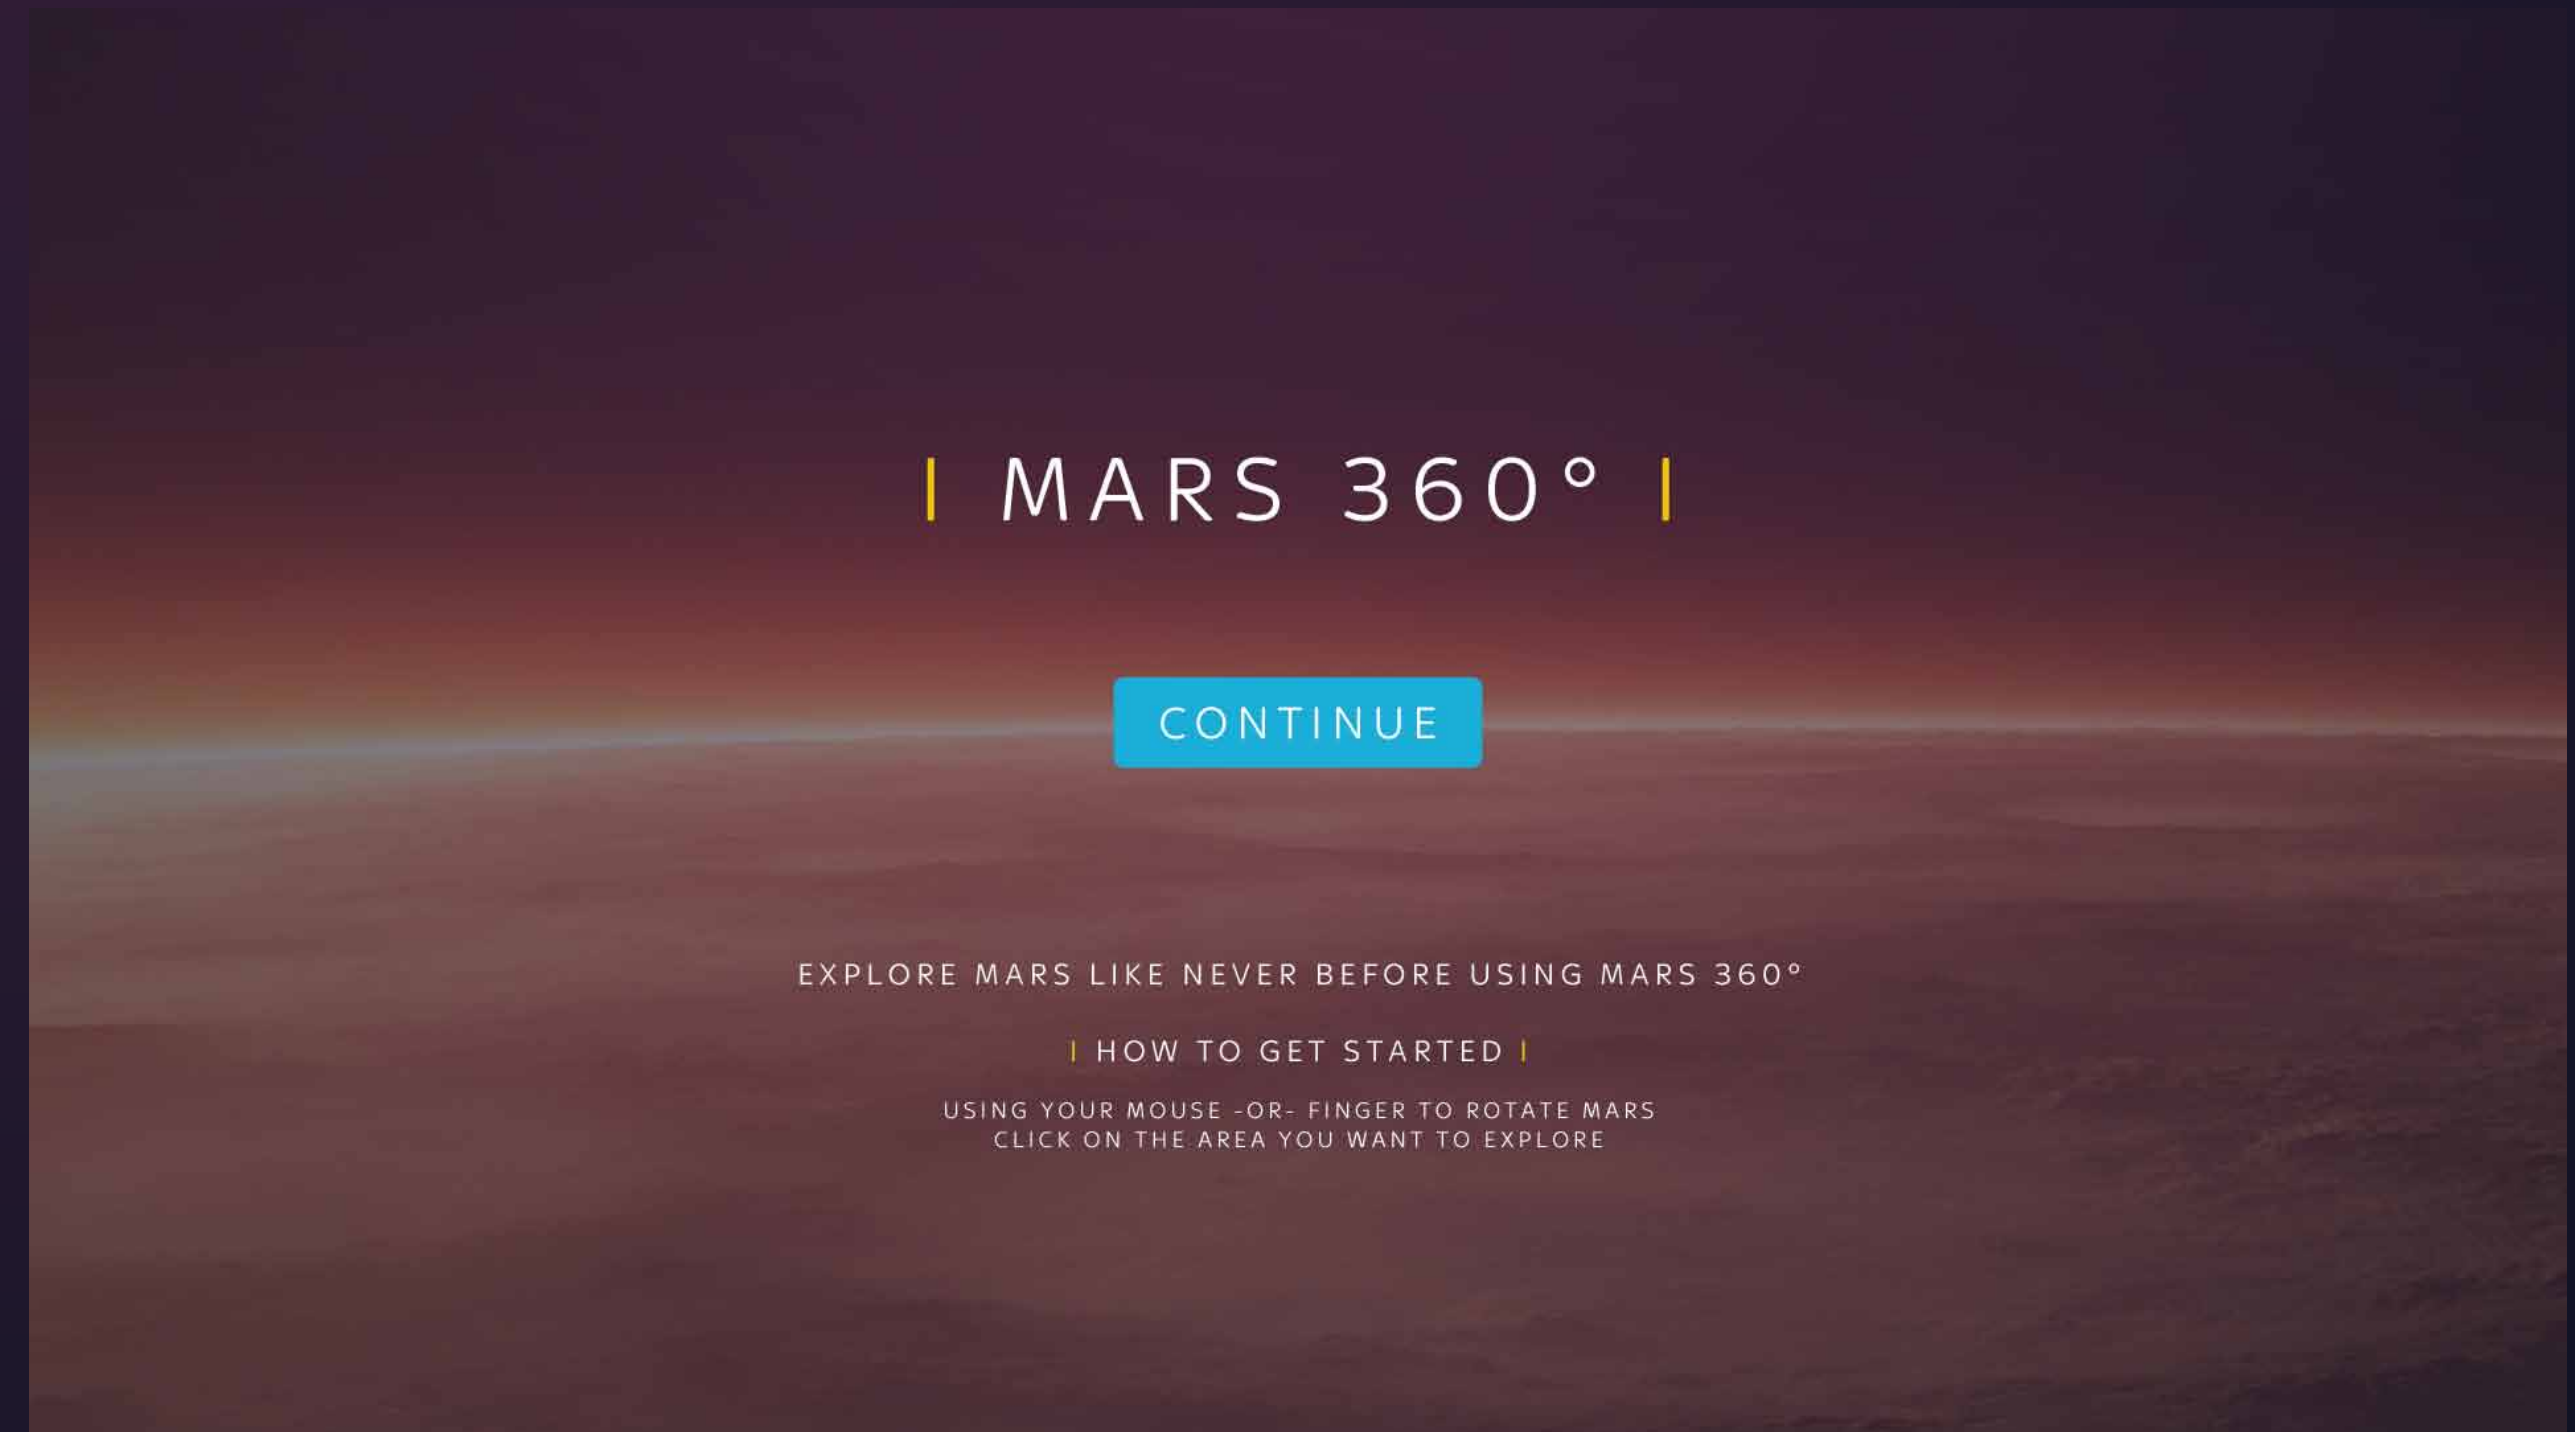 | MARS 360° |
CONTINUE
EXPLORE MARS LIKE NEVER BEFORE USING MARS 360°
| HOW TO GET STARTED |
USING YOUR MOUSE -OR- FINGER TO ROTATE MARS
CLICK ON THE AREA YOU WANT TO EXPLORE